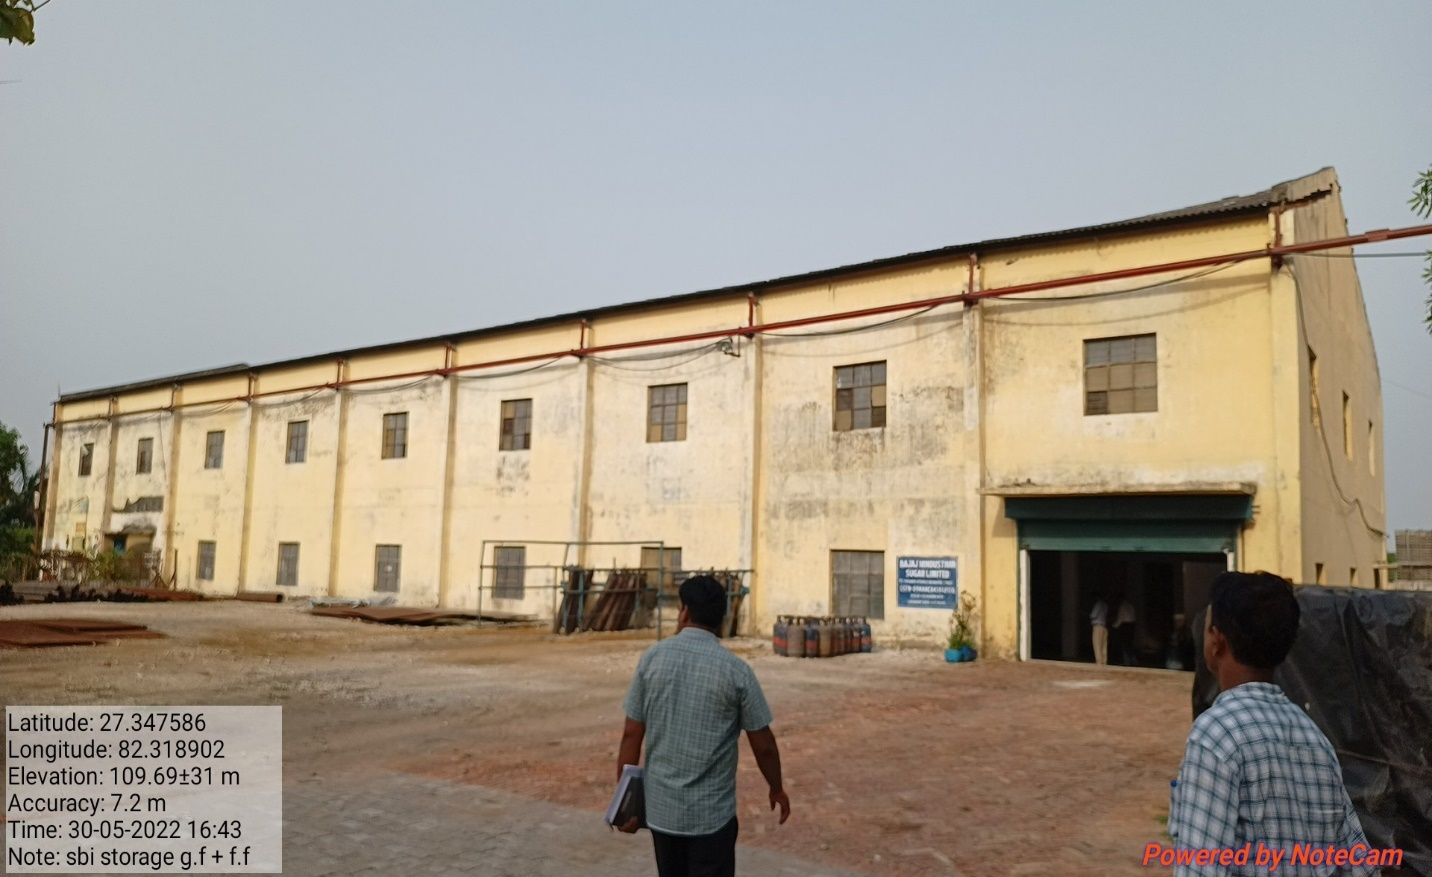 BAJAJ HINDUSTHAN
SUGAR LIMITED
Latitude: 27.347586
Longitude: 82.318902
Elevation: 109.69±31 m
Accuracy: 7.2 m
Time: 30-05-2022 16:43
Note: sbi storage g.f + f.f
Powered by NoteCam